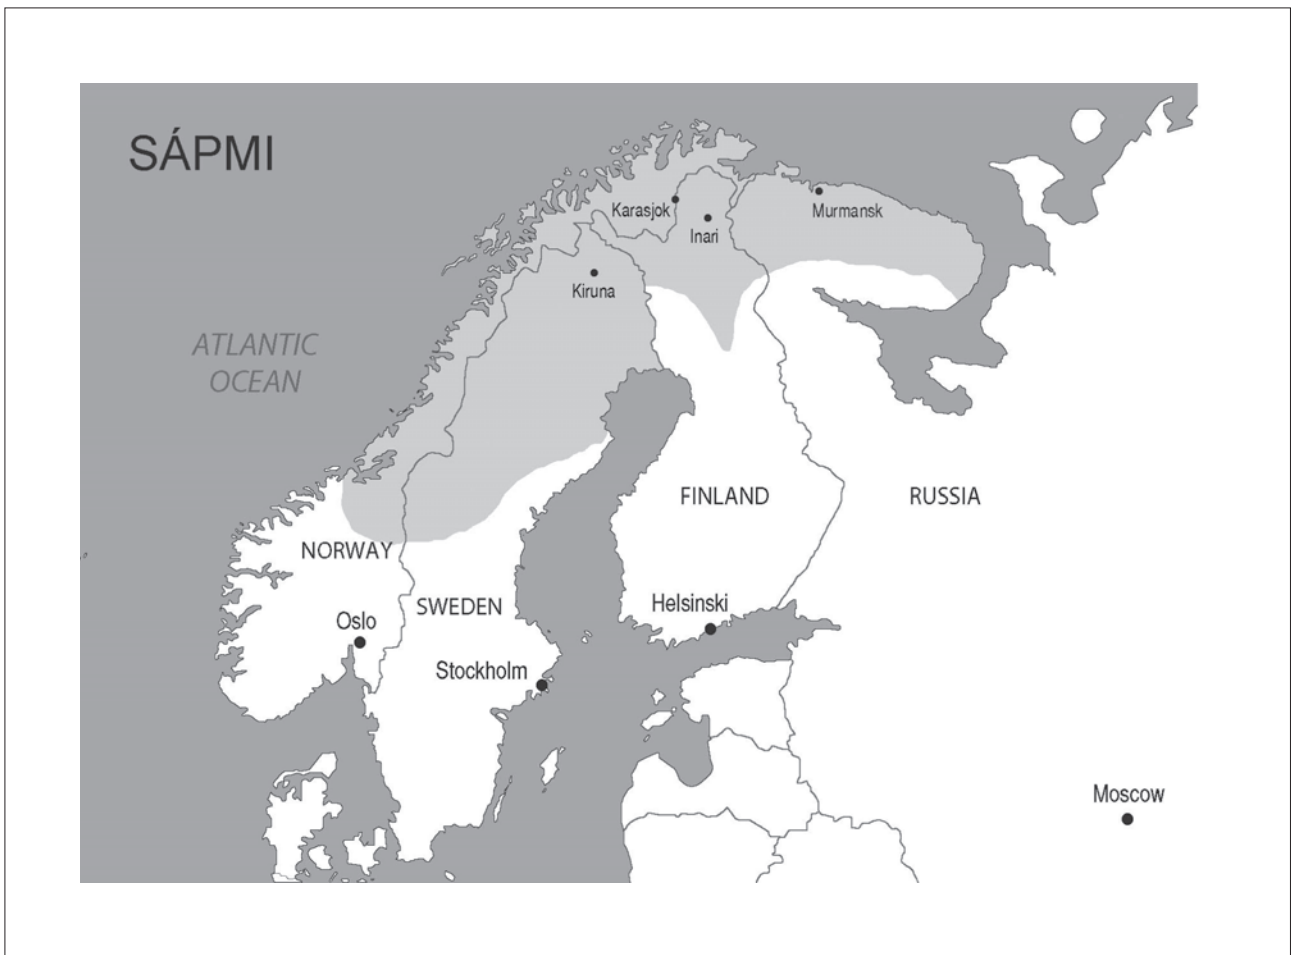 SÁPMI
Karasjok
Murmansk
Inari
Kiruna
ATLANTIC
OCEAN
FINLAND
RUSSIA
NORWAY
SWEDEN
Helsinski
Oslo
Stockholm
Moscow